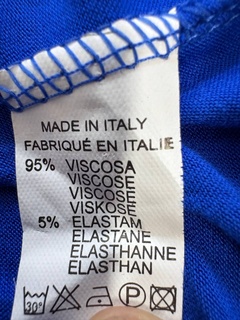 MADE IN ITALY
FABRIQUÉ EN ITALIE
95% VISCOSA
VISCOSE
VISCOSE
VISKOSE
5% ELASTAM
ELASTANE
ELASTHANNE
ELASTHAN
30° P